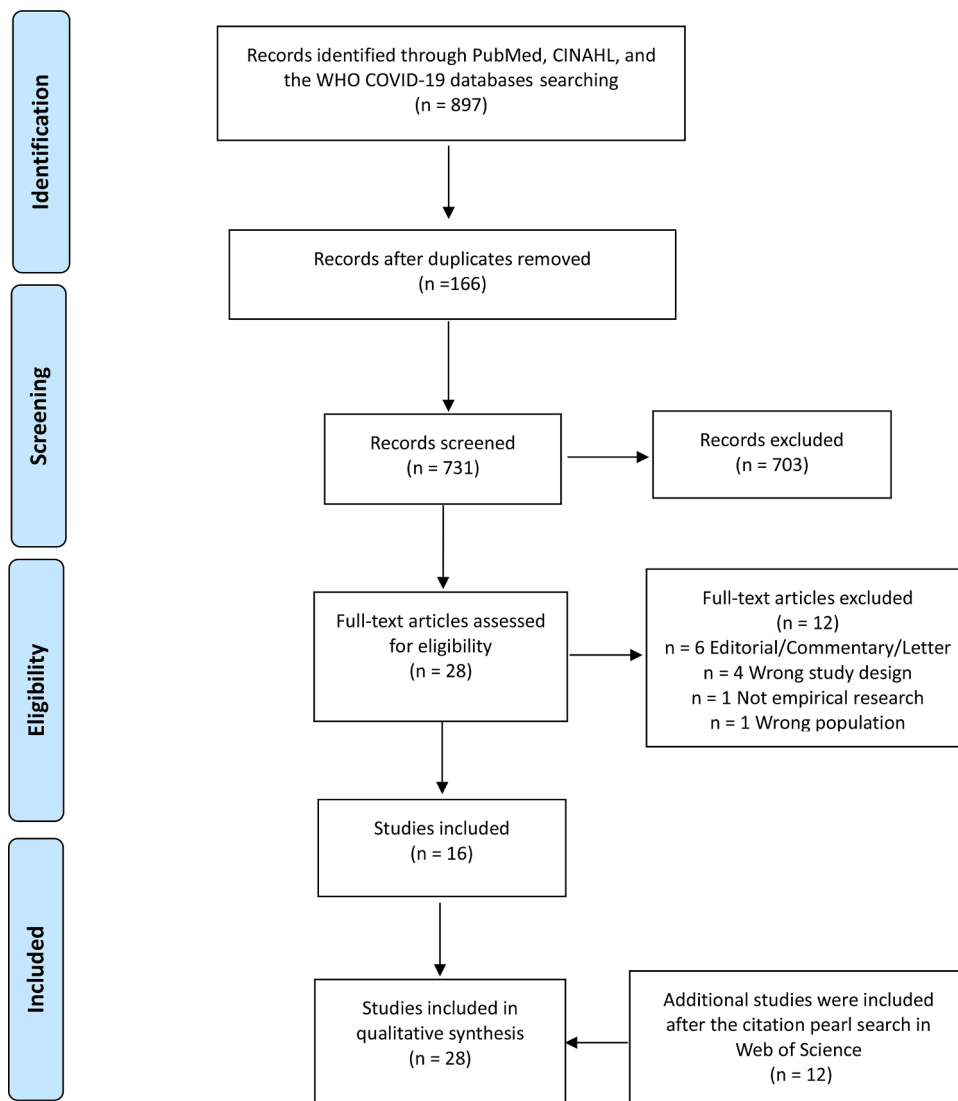 Identification
Records identified through PubMed, CINAHL, and
the WHO COVID-19 databases searching
(n = 897)
Records after duplicates removed
(n =166)
Screening
Records screened
(n = 731)
Records excluded
(n = 703)
Eligibility
Full-text articles assessed
for eligibility
(n = 28)
Full-text articles excluded
(n = 12)
n = 6 Editorial/Commentary/Letter
n = 4 Wrong study design
n = 1 Not empirical research
n = 1 Wrong population
Studies included
(n = 16)
Included
Studies included in
qualitative synthesis
(n = 28)
Additional studies were included
after the citation pearl search in
Web of Science
(n = 12)